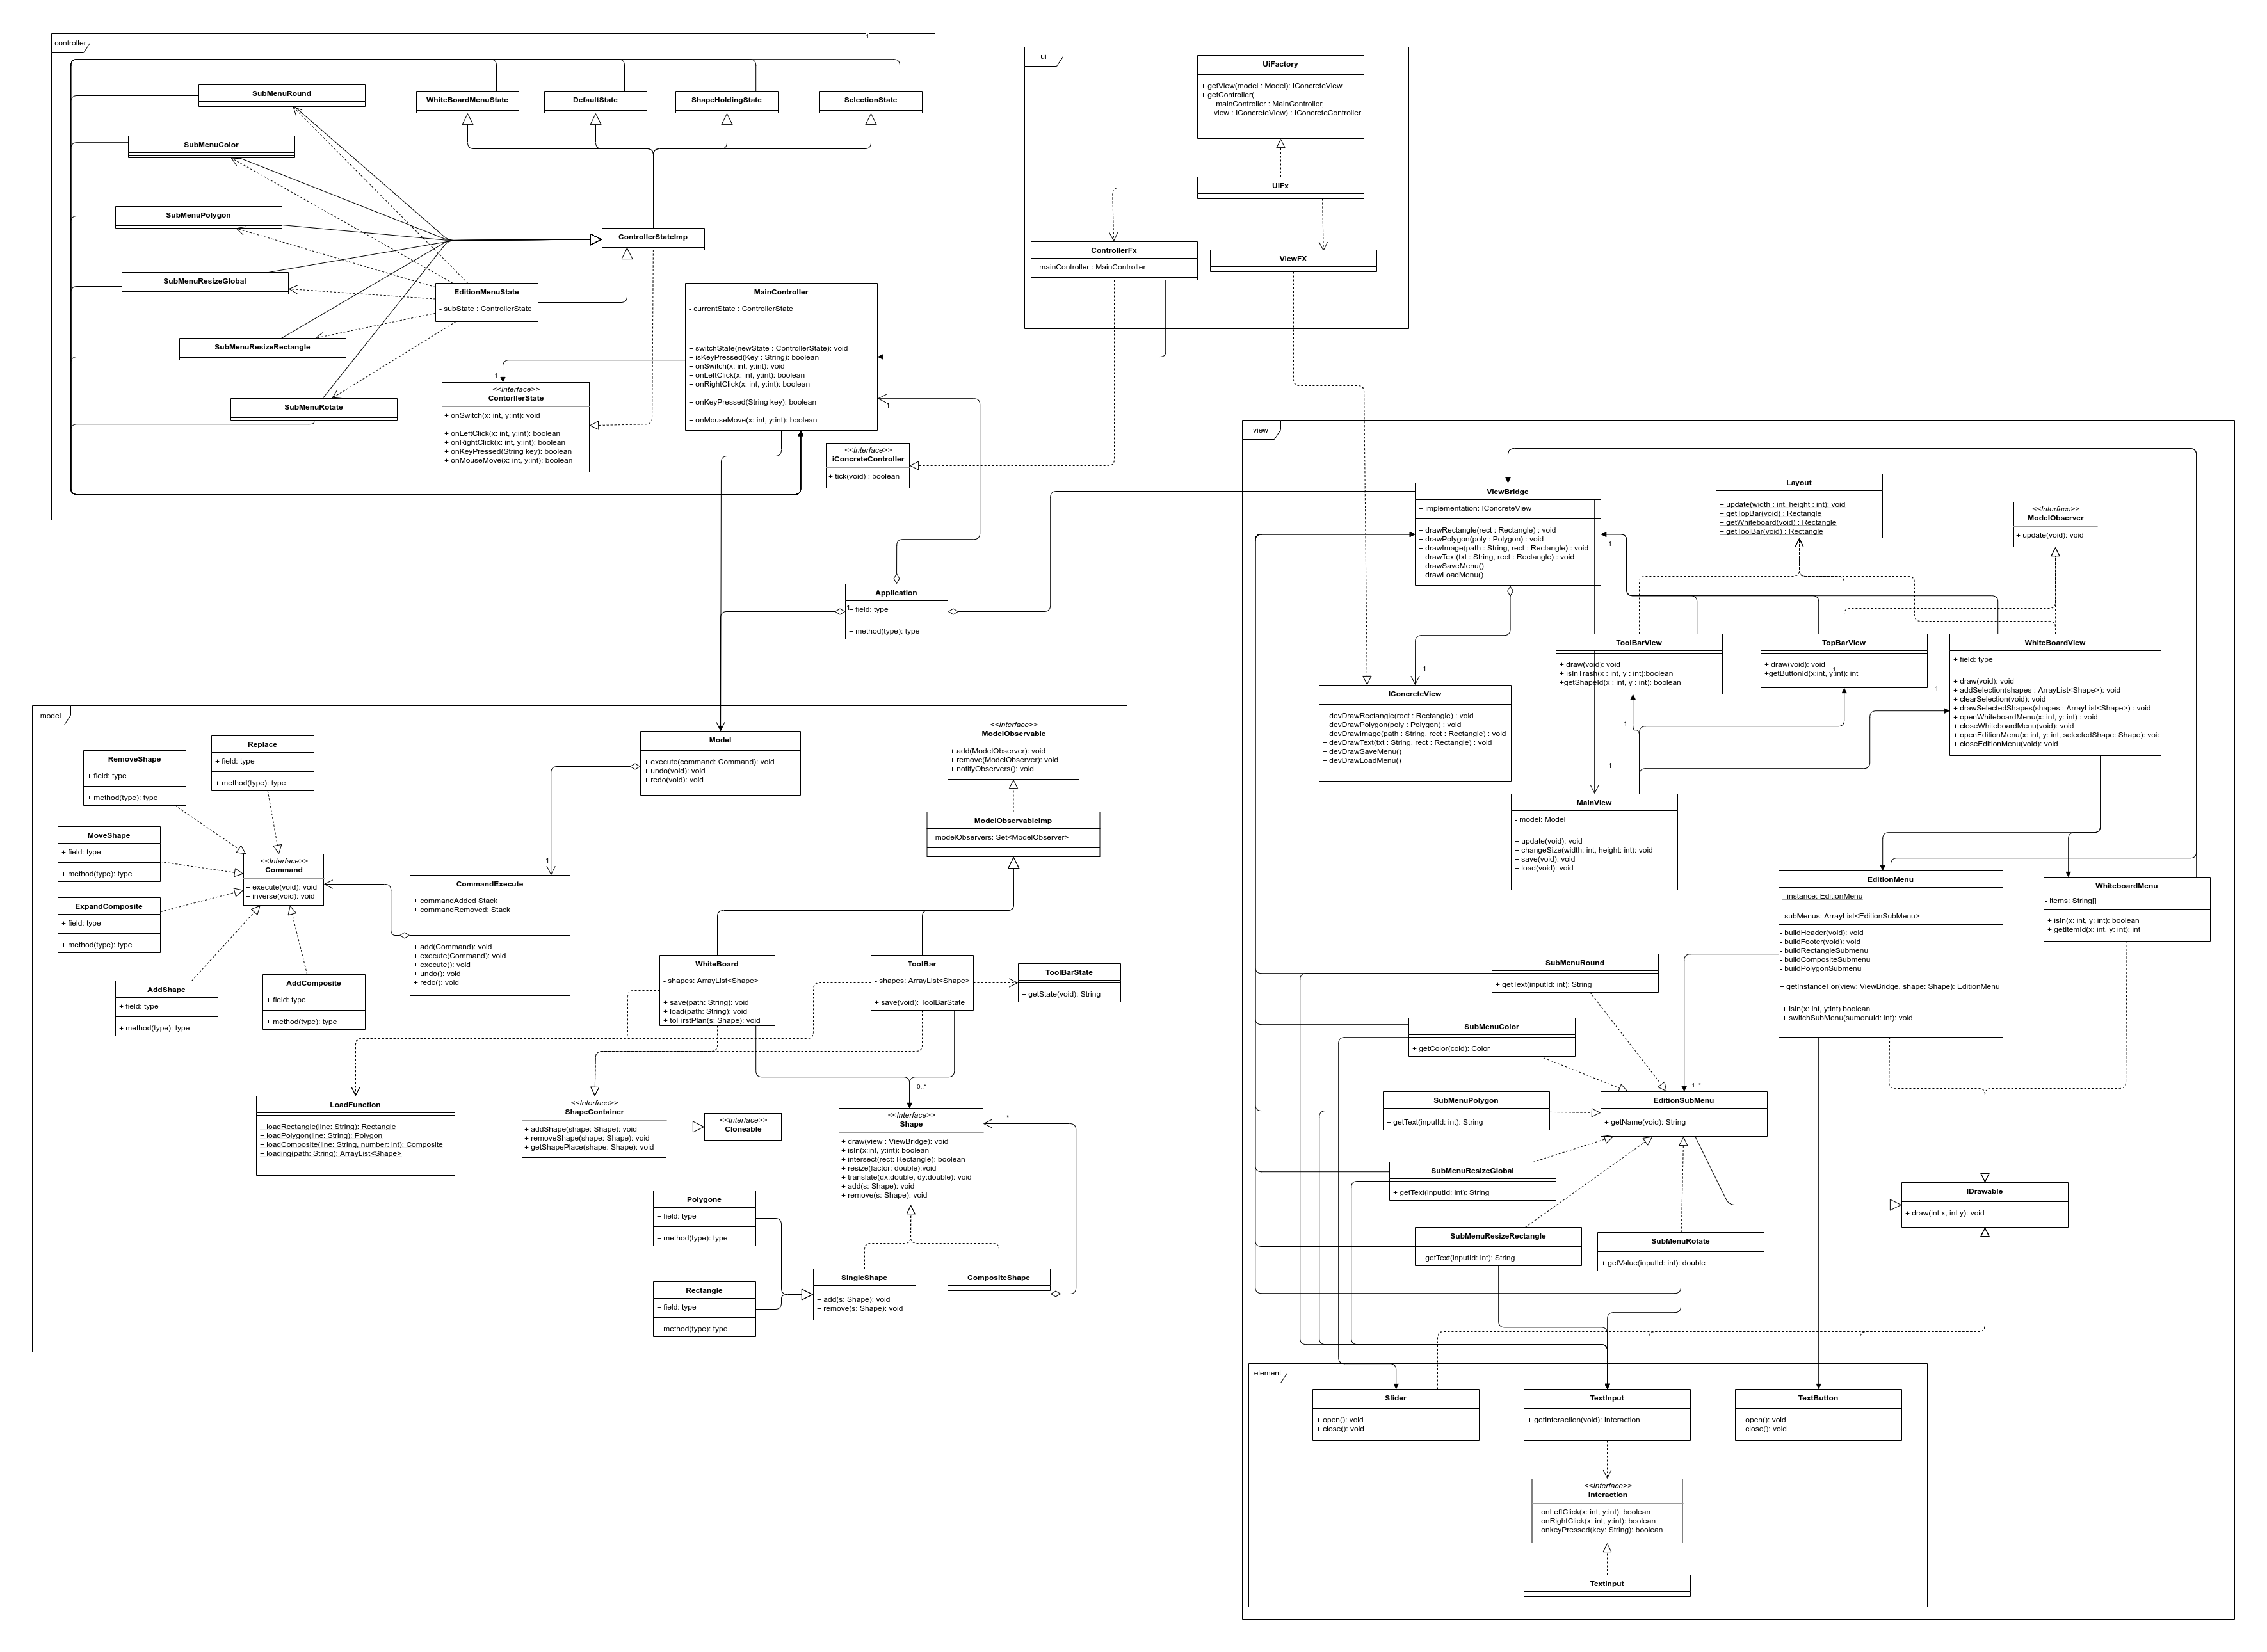 controller
1
SubMenuRound
WhiteBoardMenuState
DefaultState
ShapeHoldingState
SelectionState
SubMenuColor
SubMenuPolygon
ControllerStateImp
SubMenuResizeGlobal
EditionMenuState
- subState : ControllerState
SubMenuResizeRectangle
SubMenuRotate
MainController
- currentState : ControllerState
+ switchState(newState : ControllerState): void
+ isKeyPressed(Key : String): boolean
+ onSwitch(x: int, y:int): void
+ onLeftClick(x: int, y:int): boolean
+ onRightClick(x: int, y:int): boolean
+ onKeyPressed(String key): boolean
+ onMouseMove(x: int, y:int): boolean
1
1
<<Interface>>
ContorllerState
+ onSwitch(x: int, y:int): void
+ onLeftClick(x: int, y:int): boolean
+ onRightClick(x: int, y:int): boolean
+ onKeyPressed(String key): boolean
+ onMouseMove(x: int, y:int): boolean
<<Interface>>
iConcreteController
+ tick(void) : boolean
ui
UiFactory
+ getView(model : Model): IConcreteView
+ getController(
mainController : MainController,
view : IConcreteView) : IConcreteController
UiFx
ControllerFx
- mainController : MainController
ViewFX
Application
+ field: type
+ method(type): type
1
model
Model
+ execute(command: Command): void
+ undo(void): void
+ redo(void): void
<<Interface>>
ModelObservable
+ add(ModelObserver): void
+ remove(ModelObserver): void
+ notifyObservers(): void
ModelObservableImp
- modelObservers: Set<ModelObserver>
Replace
+ field: type
+ method(type): type
RemoveShape
+ field: type
+ method(type): type
MoveShape
+ field: type
+ method(type): type
ExpandComposite
+ field: type
+ method(type): type
AddShape
+ field: type
+ method(type): type
AddComposite
+ field: type
+ method(type): type
<<Interface>>
Command
+ execute(void): void
+ inverse(void): void
1
CommandExecute
+ commandAdded Stack
+ commandRemoved: Stack
+ add(Command): void
+ execute(Command): void
+ execute(): void
+ undo(): void
+ redo(): void
WhiteBoard
- shapes: ArrayList<Shape>
+ save(path: String): void
+ load(path: String): void
+ toFirstPlan(s: Shape): void
ToolBar
- shapes: ArrayList<Shape>
+ save(void): ToolBarState
ToolBarState
+ getState(void): String
LoadFunction
+ loadRectangle(line: String): Rectangle
+ loadPolygon(line: String): Polygon
+ loadComposite(line: String, number: int): Composite
+ loading(path: String): ArrayList<Shape>
<<Interface>>
ShapeContainer
+ addShape(shape: Shape): void
+ removeShape(shape: Shape): void
+ getShapePlace(shape: Shape): void
<<Interface>>
Cloneable
0..*
*
<<Interface>>
Shape
+ draw(view : ViewBridge): void
+ isIn(x:int, y:int): boolean
+ intersect(rect: Rectangle): boolean
+ resize(factor: double):void
+ translate(dx:double, dy:double): void
+ add(s: Shape): void
+ remove(s: Shape): void
Polygone
+ field: type
+ method(type): type
Rectangle
+ field: type
+ method(type): type
SingleShape
+ add(s: Shape): void
+ remove(s: Shape): void
CompositeShape
view
ViewBridge
+ implementation: IConcreteView
+ drawRectangle(rect : Rectangle) : void
+ drawPolygon(poly : Polygon) : void
+ drawImage(path : String, rect : Rectangle) : void
+ drawText(txt : String, rect : Rectangle) : void
+ drawSaveMenu()
+ drawLoadMenu()
1
Layout
+ update(width : int, height : int): void
+ getTopBar(void) : Rectangle
+ getWhiteboard(void) : Rectangle
+ getToolBar(void) : Rectangle
<<Interface>>
ModelObserver
+ update(void): void
ToolBarView
+ draw(void): void
+ isInTrash(x : int, y : int):boolean
+getShapeId(x : int, y : int): boolean
TopBarView
+ draw(void): void
+getButtonId(x:int, y:int): int
1
WhiteBoardView
+ field: type
+ draw(void): void
+ addSelection(shapes : ArrayList<Shape>): void
+ clearSelection(void): void
+ drawSelectedShapes(shapes : ArrayList<Shape>) : void
+ openWhiteboardMenu(x: int, y: int) : void
+ closeWhiteboardMenu(void): void
+ openEditionMenu(x: int, y: int, selectedShape: Shape): void
+ closeEditionMenu(void): void
1
1
1
1
IConcreteView
+ devDrawRectangle(rect : Rectangle) : void
+ devDrawPolygon(poly : Polygon) : void
+ devDrawImage(path : String, rect : Rectangle) : void
+ devDrawText(txt : String, rect : Rectangle) : void
+ devDrawSaveMenu()
+ devDrawLoadMenu()
MainView
- model: Model
+ update(void): void
+ changeSize(width: int, height: int): void
+ save(void): void
+ load(void): void
EditionMenu
- instance: EditionMenu
- subMenus: ArrayList<EditionSubMenu>
- buildHeader(void): void
- buildFooter(void): void
- buildRectangleSubmenu
- buildCompositeSubmenu
- buildPolygonSubmenu
+ getInstanceFor(view: ViewBridge, shape: Shape): EditionMenu
+ isIn(x: int, y:int) boolean
+ switchSubMenu(sumenuId: int): void
WhiteboardMenu
- items: String[]
+ isIn(x: int, y: int): boolean
+ getItemId(x: int, y: int): int
SubMenuRound
+ getText(inputId: int): String
SubMenuColor
+ getColor(coid): Color
SubMenuPolygon
+ getText(inputId: int): String
1..*
EditionSubMenu
+ getName(void): String
SubMenuResizeGlobal
+ getText(inputId: int): String
SubMenuResizeRectangle
+ getText(inputId: int): String
SubMenuRotate
+ getValue(inputId: int): double
IDrawable
+ draw(int x, int y): void
element
Slider
+ open(): void
+ close(): void
TextInput
+ getInteraction(void): Interaction
TextButton
+ open(): void
+ close(): void
<<Interface>>
Interaction
+ onLeftClick(x: int, y:int): boolean
+ onRightClick(x: int, y:int): boolean
+ onkeyPressed(key: String): boolean
TextInput